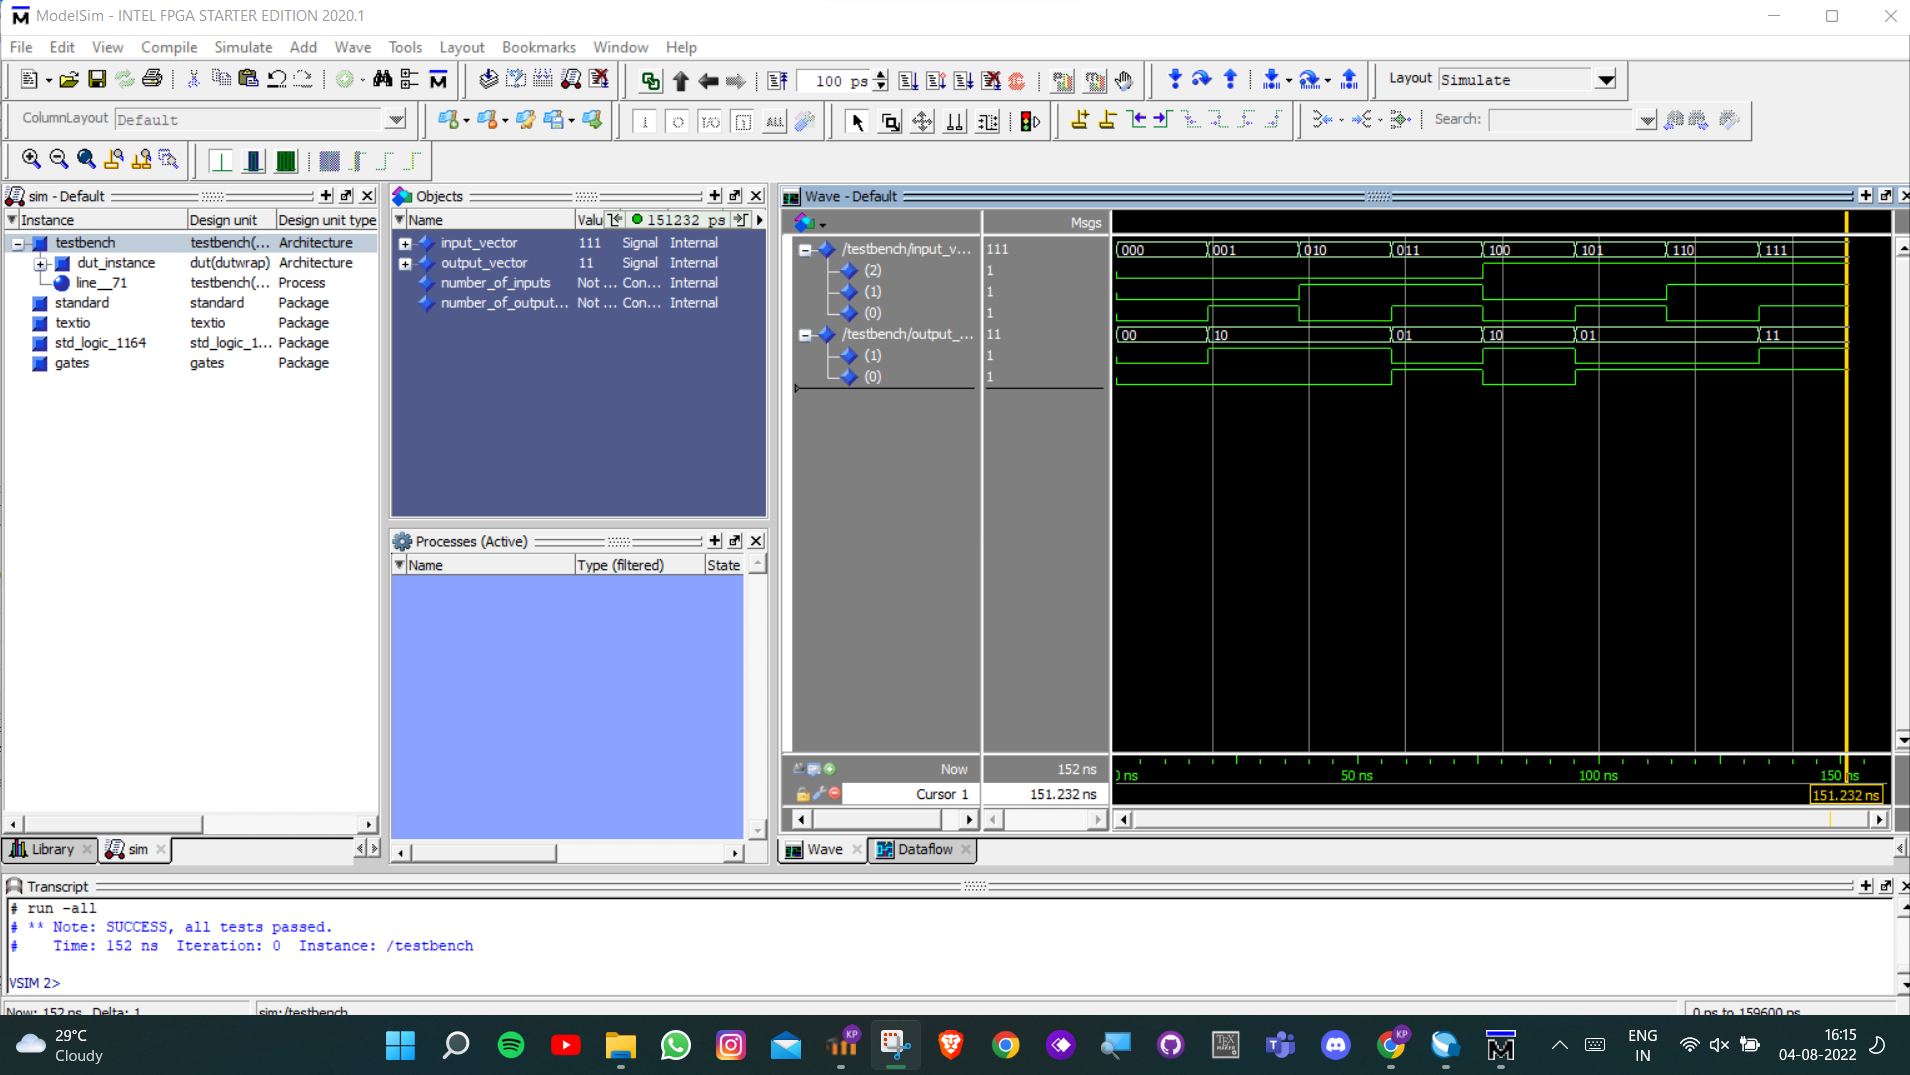 ModelSim - INTEL FPGA STARTER EDITION 2020.1
File Edit View Compile Simulate Add Wave Tools Layout Bookmarks Window Help
100 ps
Layout Simulate
ColumnLayout Default
ALL
Search:
sim - Default
Instance Design unit Design unit type
testbench testbench(... Architecture
dut_instance dut(dutwrap) Architecture
line__71 testbench(... Process
standard standard Package
textio textio Package
std_logic_1164 std_logic_1... Package
gates gates Package
Library sim
Objects
Name Valu 151232 ps
input_vector 111 Signal Internal
output_vector 11 Signal Internal
number_of_inputs Not ... Con... Internal
number_of_output... Not ... Con... Internal
Processes (Active)
Name Type (filtered) State
Wave - Default
Msgs
/testbench/input_v... 111 000 001 010 011 100 101 110 111
(2) 1
(1) 1
(0) 1
/testbench/output_... 11 00 10 01 10 01 11
(1) 1
(0) 1
Now 152 ns 50 ns 100 ns 150 ns
Cursor 1 151.232 ns 151.232 ns
Wave Dataflow
Transcript
# run -all
# ** Note: SUCCESS, all tests passed.
# Time: 152 ns Iteration: 0 Instance: /testbench
VSIM 2>
Now: 152 ns Delta: 1 sim:/testbench 0 ns to 159600 ps
29°C
Cloudy
KP
KP
ENG
IN
16:15
04-08-2022